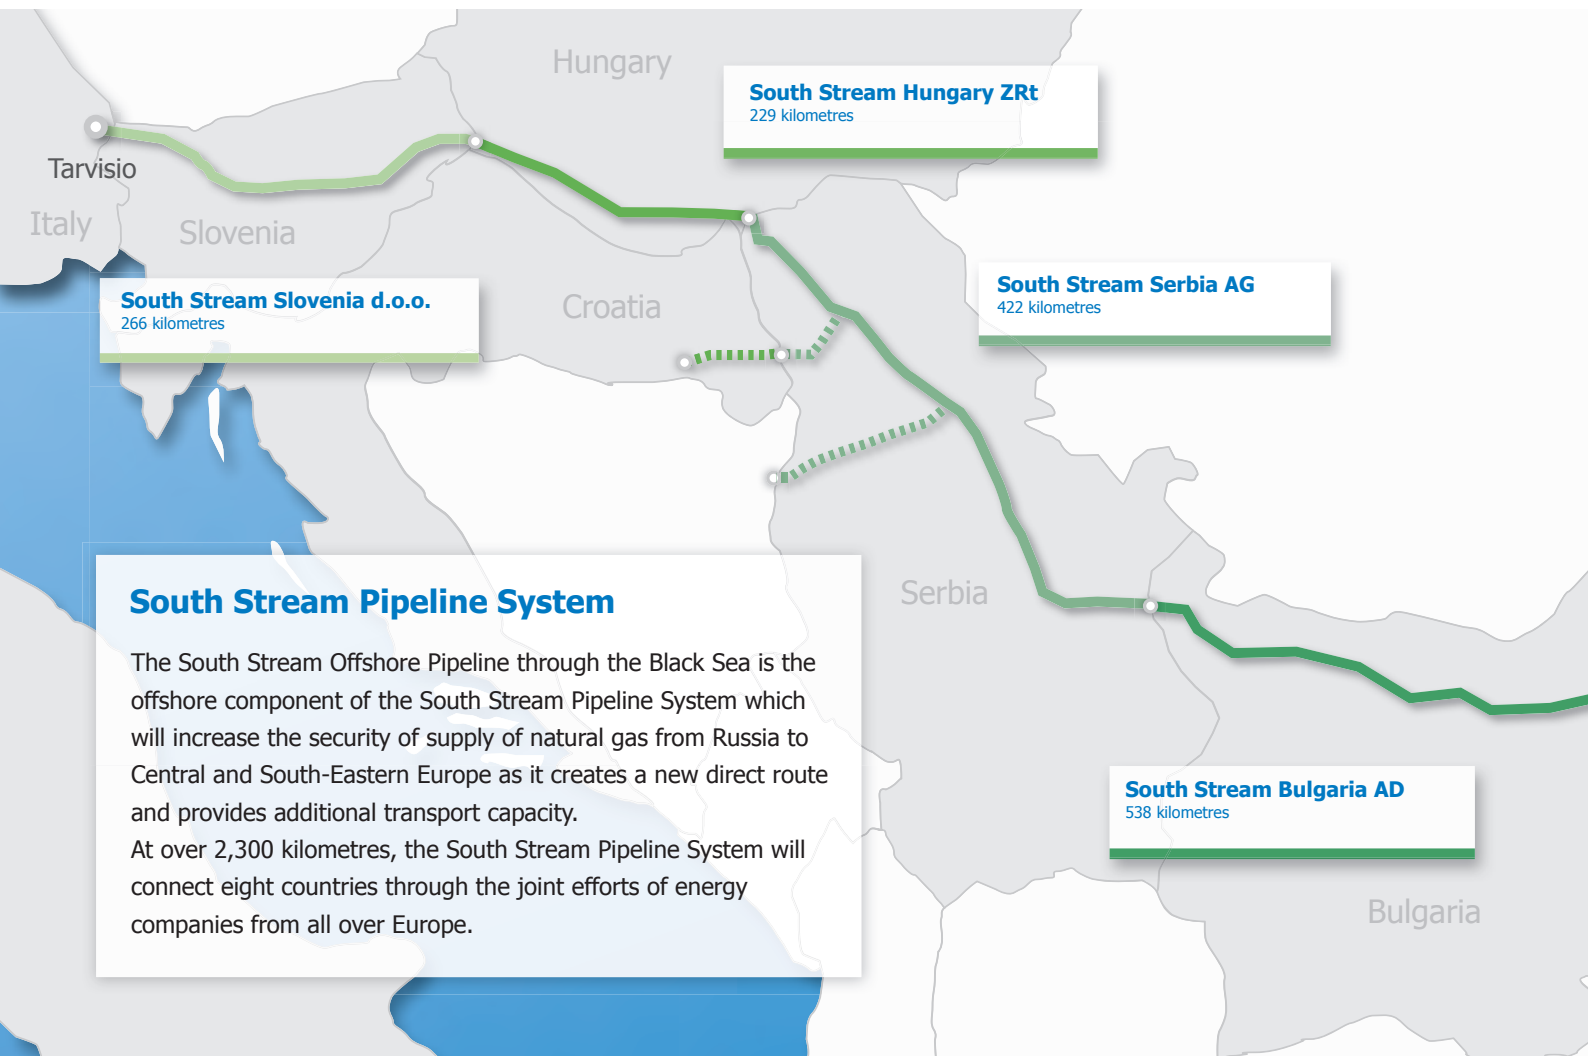 Hungary
South Stream Hungary ZRt
229 kilometres
Tarvisio
Italy
Slovenia
South Stream Slovenia d.o.o.
266 kilometres
Croatia
South Stream Serbia AG
422 kilometres
Serbia
South Stream Pipeline System
The South Stream Offshore Pipeline through the Black Sea is the
offshore component of the South Stream Pipeline System which
will increase the security of supply of natural gas from Russia to
Central and South-Eastern Europe as it creates a new direct route
and provides additional transport capacity.
At over 2,300 kilometres, the South Stream Pipeline System will
connect eight countries through the joint efforts of energy
companies from all over Europe.
South Stream Bulgaria AD
538 kilometres
Bulgaria